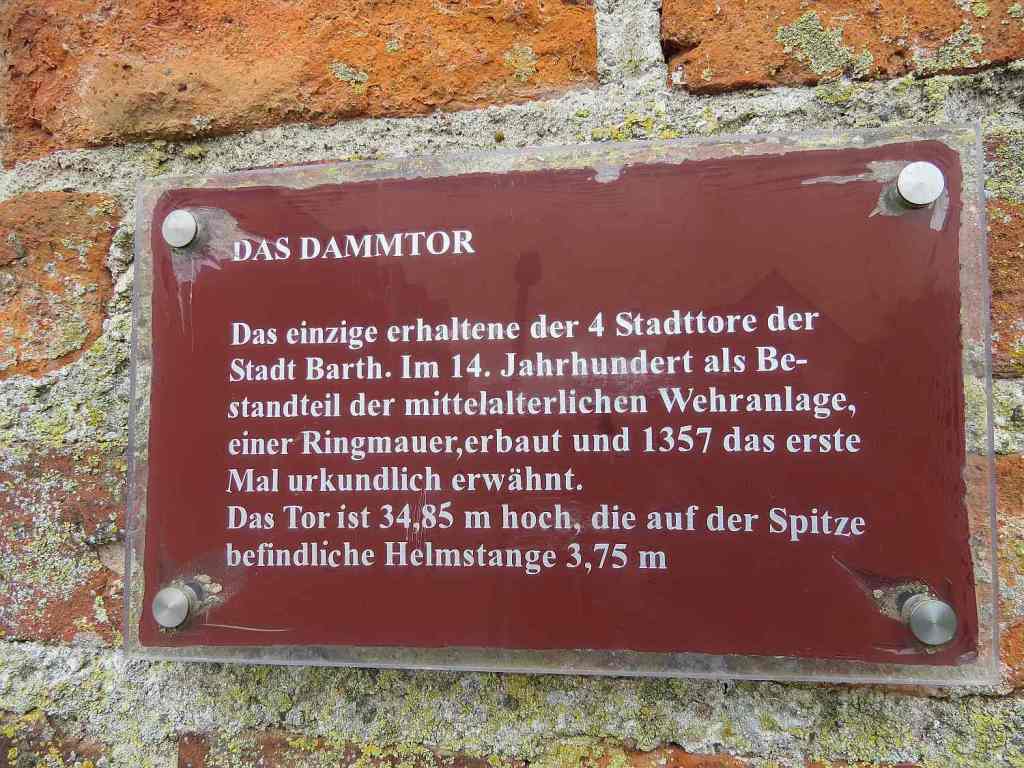 DAS DAMMTOR
Das einzige erhaltene der 4 Stadttore der
Stadt Barth. Im 14. Jahrhundert als Be-
standteil der mittelalterlichen Wehranlage,
einer Ringmauer,erbaut und 1357 das erste
Mal urkundlich erwähnt.
Das Tor ist 34,85 m hoch, die auf der Spitze
befindliche Helmstange 3,75 m